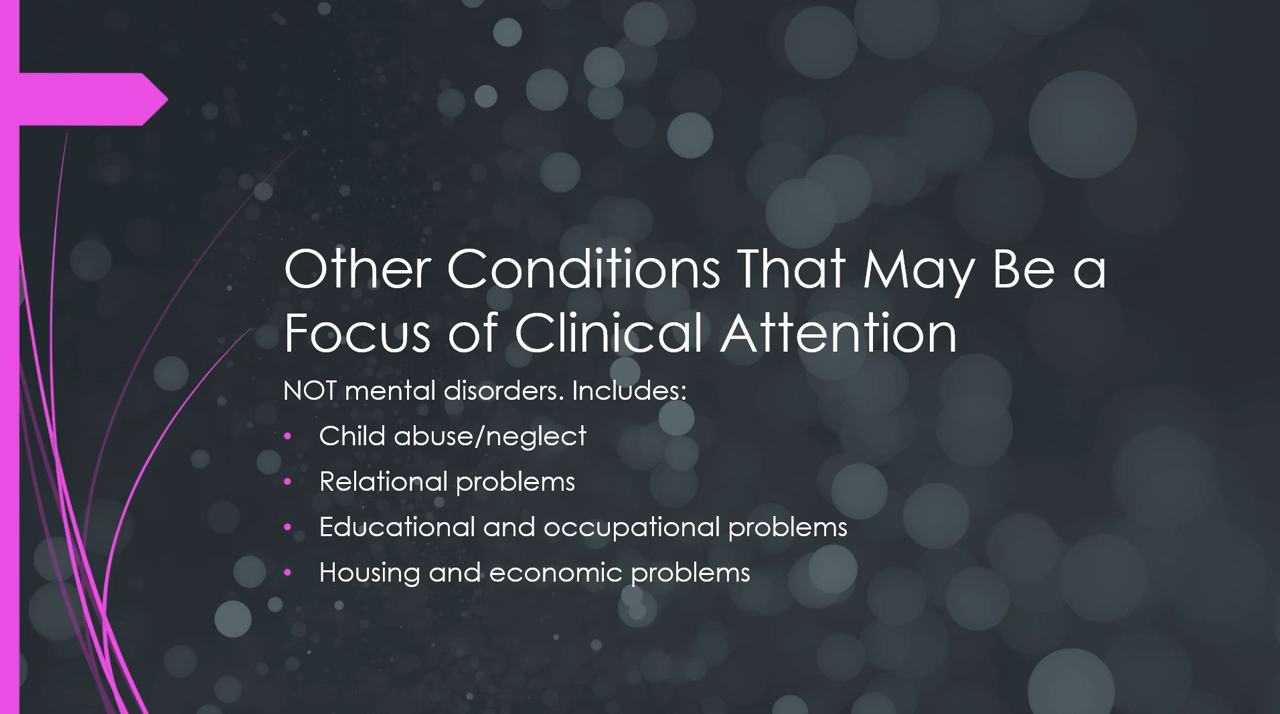 Other Conditions That May Be a
Focus of Clinical Attention
NOT mental disorders. Includes:
• Child abuse/neglect
• Relational problems
• Educational and occupational problems
• Housing and economic problems